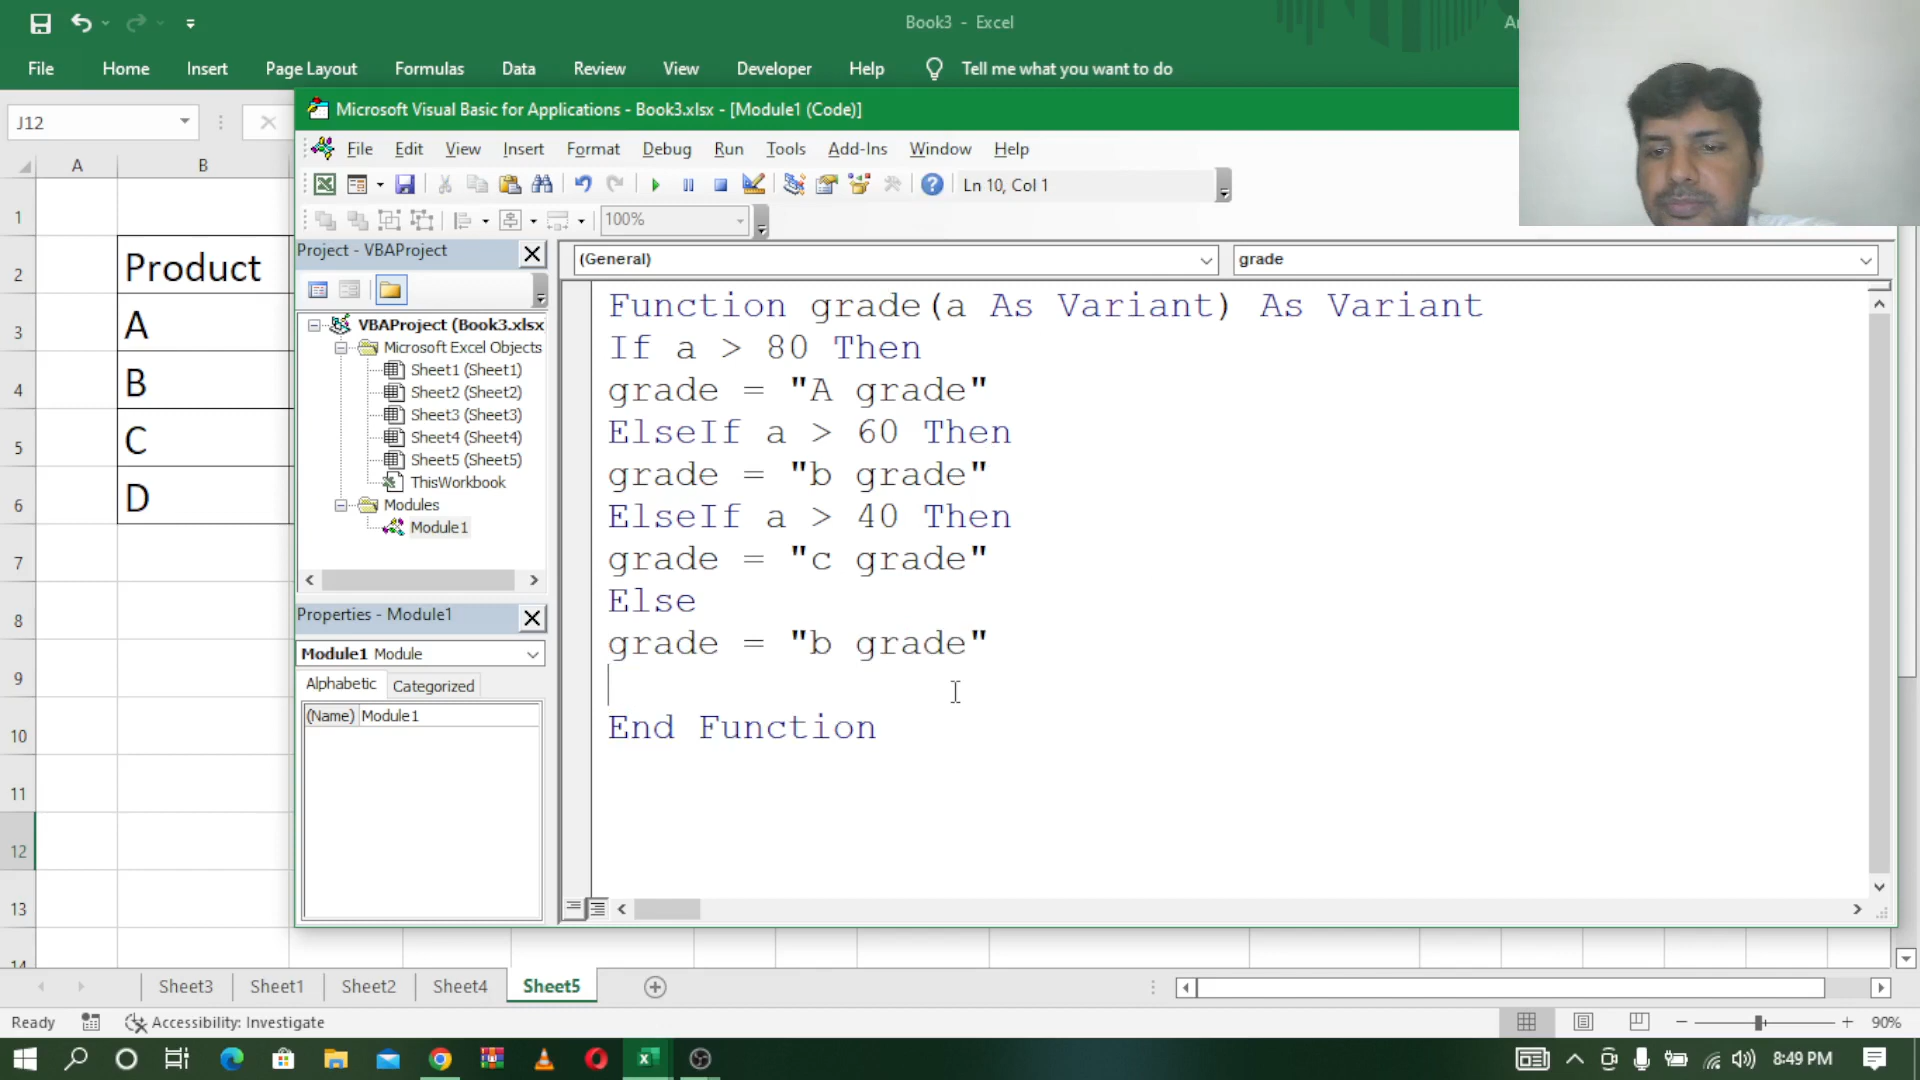 Book3 - Excel
File Home Insert Page Layout Formulas Data Review View Developer Help Tell me what you want to do
J12
Microsoft Visual Basic for Applications - Book3.xlsx - [Module1 (Code)]
File Edit View Insert Format Debug Run Tools Add-Ins Window Help
Ln 10, Col 1
100%
A B
1
2 Product
3 A
4 B
5 C
6 D
7
8
9
10
11
12
13
14
Project - VBAProject
VBAProject (Book3.xlsx
Microsoft Excel Objects
Sheet1 (Sheet1)
Sheet2 (Sheet2)
Sheet3 (Sheet3)
Sheet4 (Sheet4)
Sheet5 (Sheet5)
ThisWorkbook
Modules
Module1
Properties - Module1
Module1 Module
Alphabetic Categorized
(Name) Module1
(General) grade
Function grade(a As Variant) As Variant
If a > 80 Then
grade = "A grade"
ElseIf a > 60 Then
grade = "b grade"
ElseIf a > 40 Then
grade = "c grade"
Else
grade = "b grade"
End Function
Sheet3 Sheet1 Sheet2 Sheet4 Sheet5
Ready Accessibility: Investigate 90%
8:49 PM